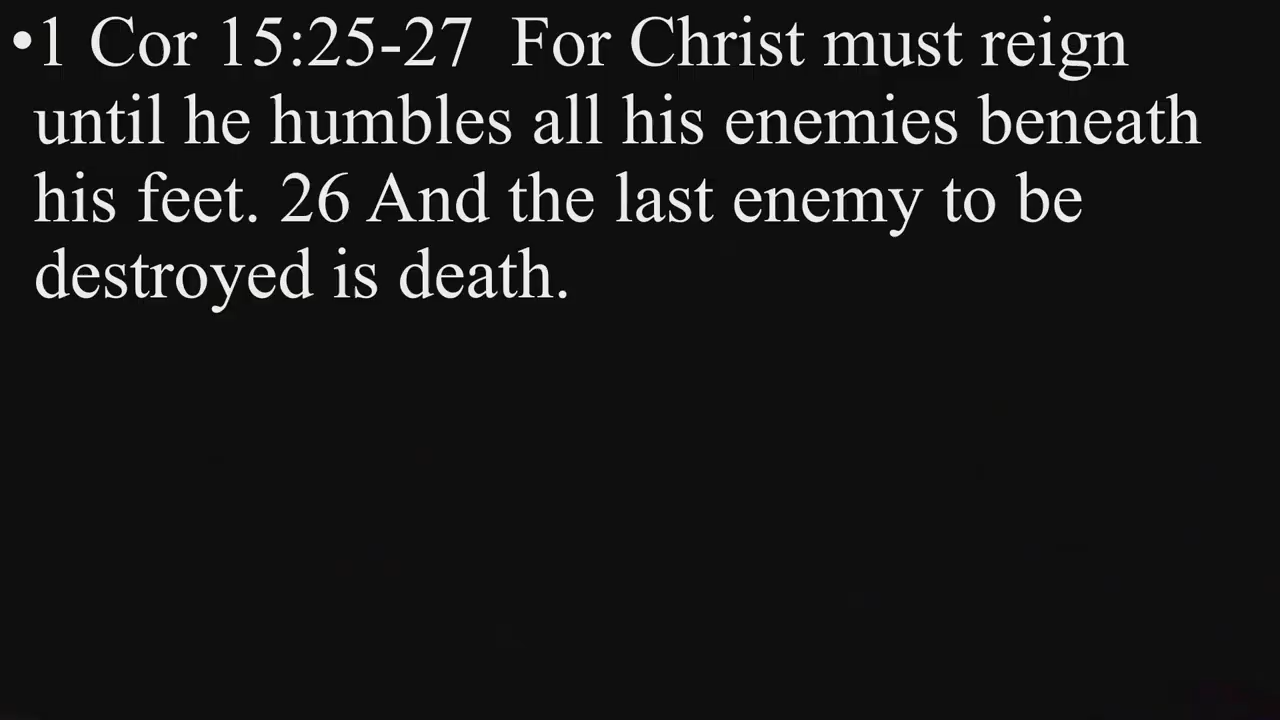 •1 Cor 15:25-27  For Christ must reign
until he humbles all his enemies beneath
his feet. 26 And the last enemy to be
destroyed is death.